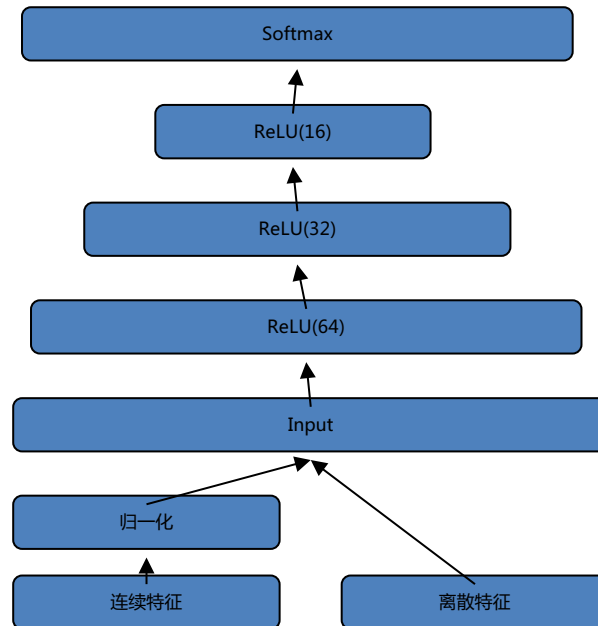 Softmax
ReLU(16)
ReLU(32)
ReLU(64)
Input
归一化
连续特征
离散特征